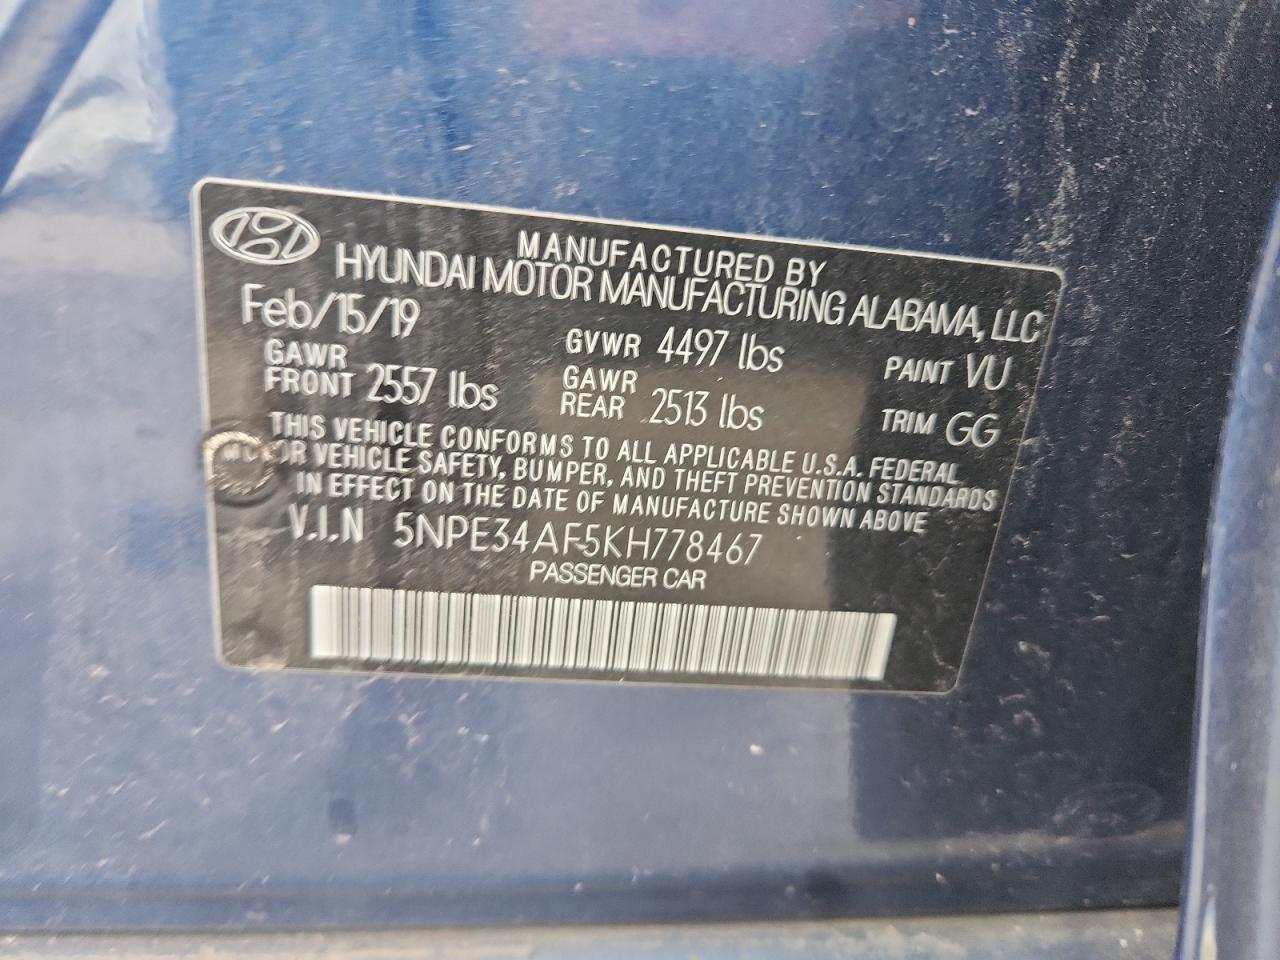 MANUFACTURED BY
HYUNDAI MOTOR MANUFACTURING ALABAMA, LLC
Feb/15/19
GVWR 4497 lbs
PAINT VU
GAWR FRONT 2557 lbs
GAWR REAR 2513 lbs
TRIM GG
THIS VEHICLE CONFORMS TO ALL APPLICABLE U.S.A. FEDERAL
VEHICLE SAFETY, BUMPER, AND THEFT PREVENTION STANDARDS
IN EFFECT ON THE DATE OF MANUFACTURE SHOWN ABOVE
V.I.N 5NPE34AF5KH778467
PASSENGER CAR